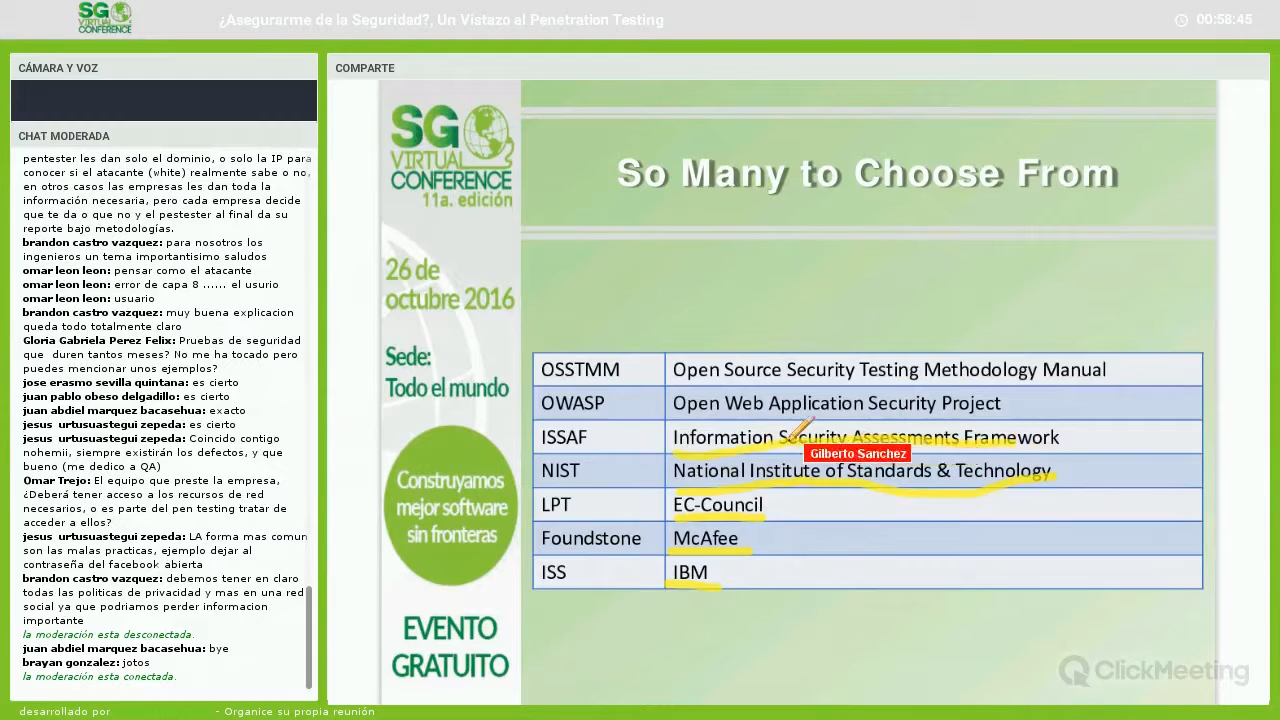 SG
VIRTUAL
CONFERENCE
¿Asegurarme de la Seguridad?, Un Vistazo al Penetration Testing
00:58:45
CÁMARA Y VOZ
CHAT MODERADA
pentester les dan solo el dominio, o solo la IP para
conocer si el atacante (white) realmente sabe o no,
en otros casos las empresas les dan toda la
información necesaria, pero cada empresa decide
que te da o que no y el pestester al final da su
reporte bajo metodologías.
brandon castro vazquez: para nosotros los
ingenieros un tema importantisimo saludos
omar leon leon: pensar como el atacante
omar leon leon: error de capa 8 ...... el usurio
omar leon leon: usuario
brandon castro vazquez: muy buena explicacion
queda todo totalmente claro
Gloria Gabriela Perez Felix: Pruebas de seguridad
que duren tantos meses? No me ha tocado pero
puedes mencionar unos ejemplos?
jose erasmo sevilla quintana: es cierto
juan pablo obeso delgadillo: es cierto
juan abdiel marquez bacasehua: exacto
jesus urtusuastegui zepeda: es cierto
jesus urtusuastegui zepeda: Coincido contigo
nohemii, siempre existirán los defectos, y que
bueno (me dedico a QA)
Omar Trejo: El equipo que preste la empresa,
¿Deberá tener acceso a los recursos de red
necesarios, o es parte del pen testing tratar de
acceder a ellos?
jesus urtusuastegui zepeda: LA forma mas comun
son las malas practicas, ejemplo dejar al
contraseña del facebook abierta
brandon castro vazquez: debemos tener en claro
todas las politicas de privacidad y mas en una red
social ya que podriamos perder informacion
importante
la moderación esta desconectada.
juan abdiel marquez bacasehua: bye
brayan gonzalez: jotos
la moderación esta conectada.
desarrollado por - Organice su propia reunión
COMPARTE
SG
VIRTUAL
CONFERENCE
11a. edición
26 de
octubre 2016
Sede:
Todo el mundo
Construyamos
mejor software
sin fronteras
EVENTO
GRATUITO
So Many to Choose From
OSSTMM Open Source Security Testing Methodology Manual
OWASP Open Web Application Security Project
ISSAF Information Security Assessments Framework
Gilberto Sanchez
NIST National Institute of Standards & Technology
LPT EC-Council
Foundstone McAfee
ISS IBM
ClickMeeting